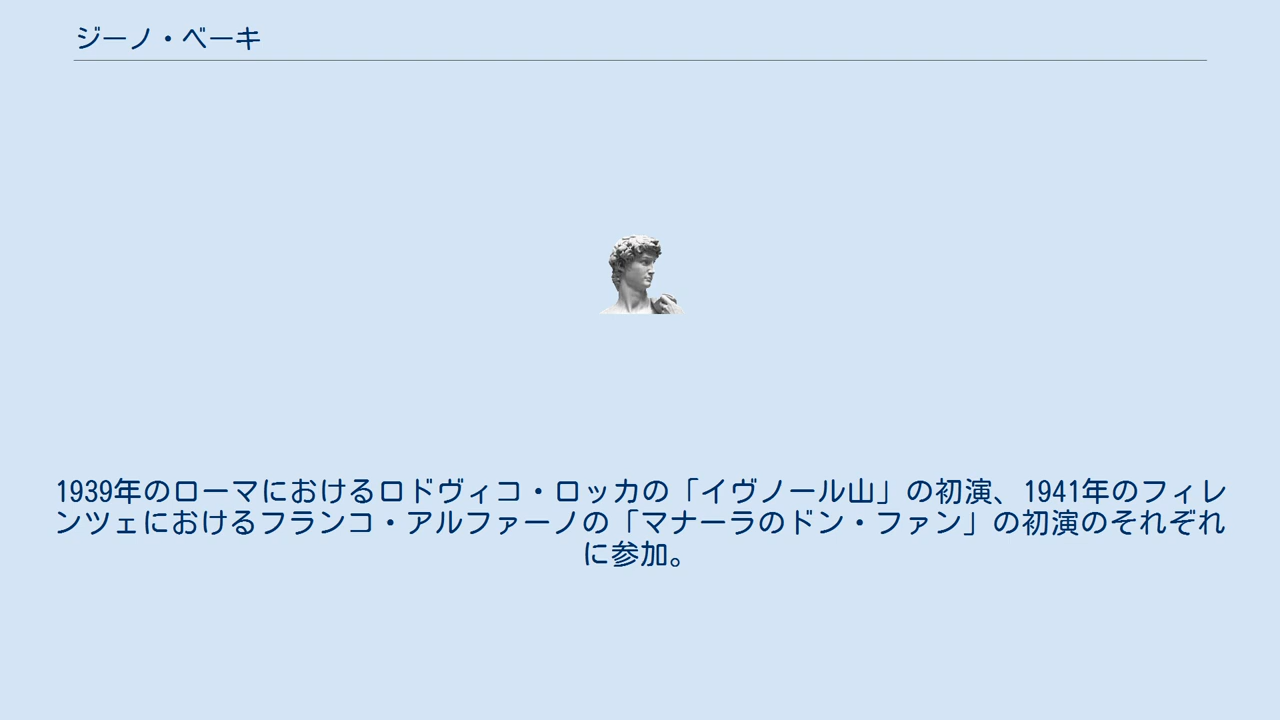 ジーノ・ベーキ
1939年のローマにおけるロドヴィコ・ロッカの「イヴノール山」の初演、1941年のフィレ
ンツェにおけるフランコ・アルファーノの「マナーラのドン・ファン」の初演のそれぞれ
に参加。